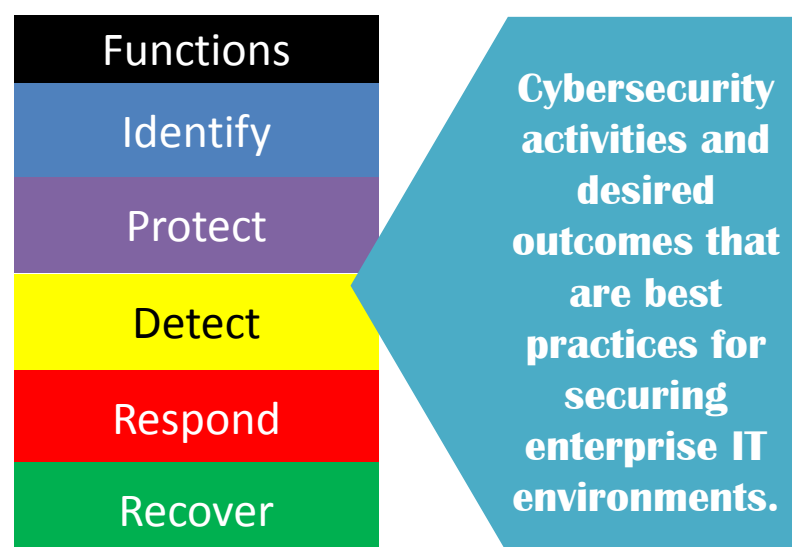 Functions
Identify
Protect
Detect
Respond
Recover
Cybersecurity
activities and
desired
outcomes that
are best
practices for
securing
enterprise IT
environments.